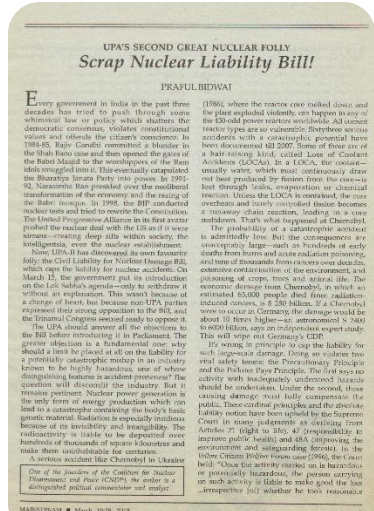 UPA'S SECOND GREAT NUCLEAR FOLLY
Scrap Nuclear Liability Bill!
PRAFUL BIDWAI
Every government in India in the past three
decades has tried to push through some
whimsical law or policy which shatters the
democratic consensus, violates constitutional
values and offends the citizen's conscience. In
1984-85, Rajiv Gandhi committed a blunder in
the Shah Bano case and then opened the gates of
the Babri Masjid to the worshippers of the Ram
idols smuggled into it. This eventually catapulted
the Bharatiya Janata Party into power. In 1991-
92, Narasimha Rao presided over the neoliberal
transformation of the economy and the razing of
the Babri mosque. In 1998, the BJP conducted
nuclear tests and tried to rewrite the Constitution.
The United Progressive Alliance in its first avatar
pushed the nuclear deal with the US as if it were
creating deep rifts within society, the
intelligentsia, even the nuclear establishment.
Now, UPA-II has discovered its own favourite
folly: the Civil Liability for Nuclear Damage Bill,
which caps the liability for nuclear accidents. On
March 15, the government put its introduction
on the Lok Sabha's agenda—only to withdraw it
without an explanation. This wasn't because of
a change of heart, but because non-UPA parties
expressed their strong opposition to the Bill, and
the Trinamul Congress seemed ready to oppose it.
The UPA should answer all the objections to
the Bill before introducing it in Parliament. The
greater objection is a fundamental one: why
should a limit be placed at all on the liability for
a potentially catastrophic mishap in an industry
known to be highly hazardous, one of whose
distinguishing features is accident-proneness? The
question will discomfit the industry. But it
remains pertinent. Nuclear power generation is
the only form of energy production which can
lead to a catastrophe containing the body's basic
genetic material. Radiation is especially insidious
because of its invisibility and intangibility. The
radioactivity is liable to be deposited over
hundreds of thousands of square kilometres and
make them uninhabitable for centuries.
A serious accident like Chernobyl in Ukraine
One of the founders of the Coalition for Nuclear
Disarmament and Peace (CNDP), the author is a
distinguished political commentator and analyst.
(1986), where the reactor core melted down and
the plant exploded violently, can happen in any of
the 430-odd power reactors worldwide. All current
reactor types are so vulnerable. Sixtythree serious
accidents with a catastrophic potential have
been documented till 2007. Some of these are of
a hair-raising kind, called Loss of Coolant
Accidents (LOCAs). In a LOCA, the coolant—
usually water, which must continuously draw
out heat produced by fission from the core—is
lost through leaks, evaporation or chemical
reaction. Unless the LOCA is contained, the core
overheats and barely controlled fission becomes
a runaway chain reaction, leading to a core
meltdown. That's what happened at Chernobyl.
The probability of a catastrophic accident
is admittedly low. But the consequences are
unacceptably large—such as hundreds of early
deaths from burns and acute radiation poisoning,
and tens of thousands from cancers over decades,
extensive contamination of the environment, and
poisoning of crops, trees and animal life. The
economic damage from Chernobyl, in which an
estimated 65,000 people died from radiation-
induced cancers, is $ 250 billion. If a Chernobyl
were to occur in Germany, the damage would be
about 10 times higher—an astronomical $ 2400
to 6000 billion, says an independent expert study.
This will wipe out Germany's GDP.
It's wrong in principle to cap the liability for
such large-scale damage. Doing so violates two
vital safety tenets: the Precautionary Principle
and the Polluter Pays Principle. The first says no
activity with inadequately understood hazards
should be undertaken. Under the second, those
causing damage must fully compensate the
public. These cardinal principles and the absolute
liability notion have been upheld by the Supreme
Court in many judgments as deriving from
Articles 21 (right to life), 47 (responsibility to
improve public health) and 48A (improving the
environment and safeguarding forests). In the
Vellore Citizens Welfare Forum case (1996), the Court
held: "Once the activity carried on is hazardous
or potentially hazardous, the person carrying
on such activity is liable to make good the loss
...irrespective [of] whether he took reasonable
MAINSTREAM